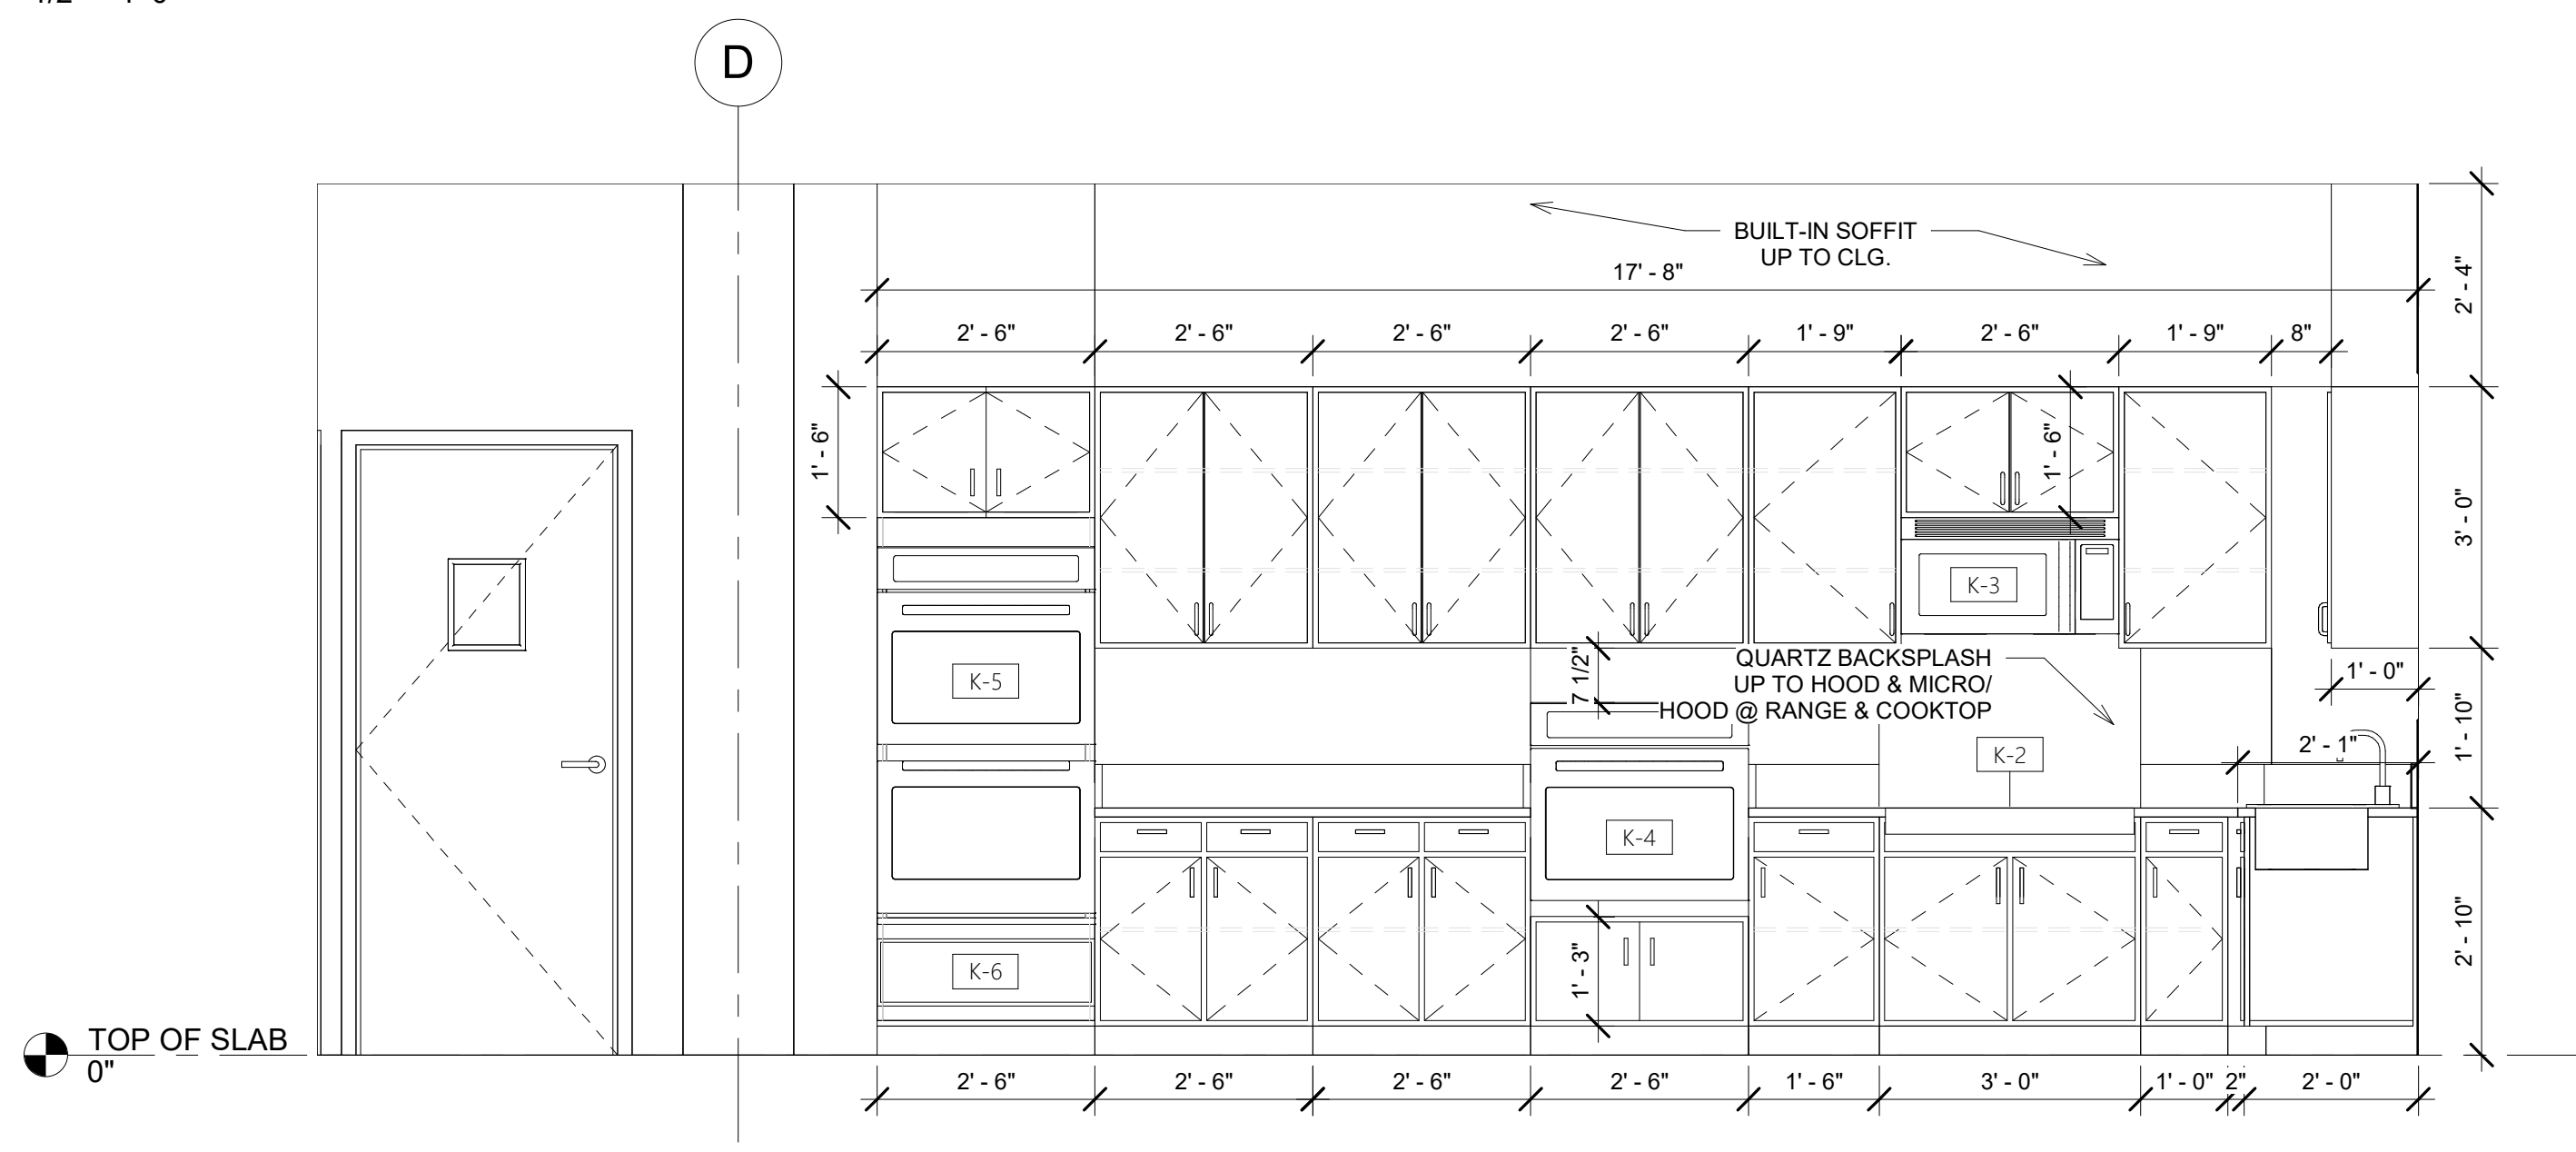 D
BUILT-IN SOFFIT
UP TO CLG.
17' - 8"
2' - 4"
2' - 6"
2' - 6"
2' - 6"
2' - 6"
1' - 9"
2' - 6"
1' - 9"
8"
1' - 6"
1' - 6"
3' - 0"
K-3
K-5
7 1/2"
QUARTZ BACKSPLASH
UP TO HOOD & MICRO/
HOOD @ RANGE & COOKTOP
1' - 0"
1' - 10"
2' - 1"
K-2
K-4
2' - 10"
K-6
1' - 3"
TOP OF SLAB
0"
2' - 6"
2' - 6"
2' - 6"
2' - 6"
1' - 6"
3' - 0"
1' - 0"
2"
2' - 0"